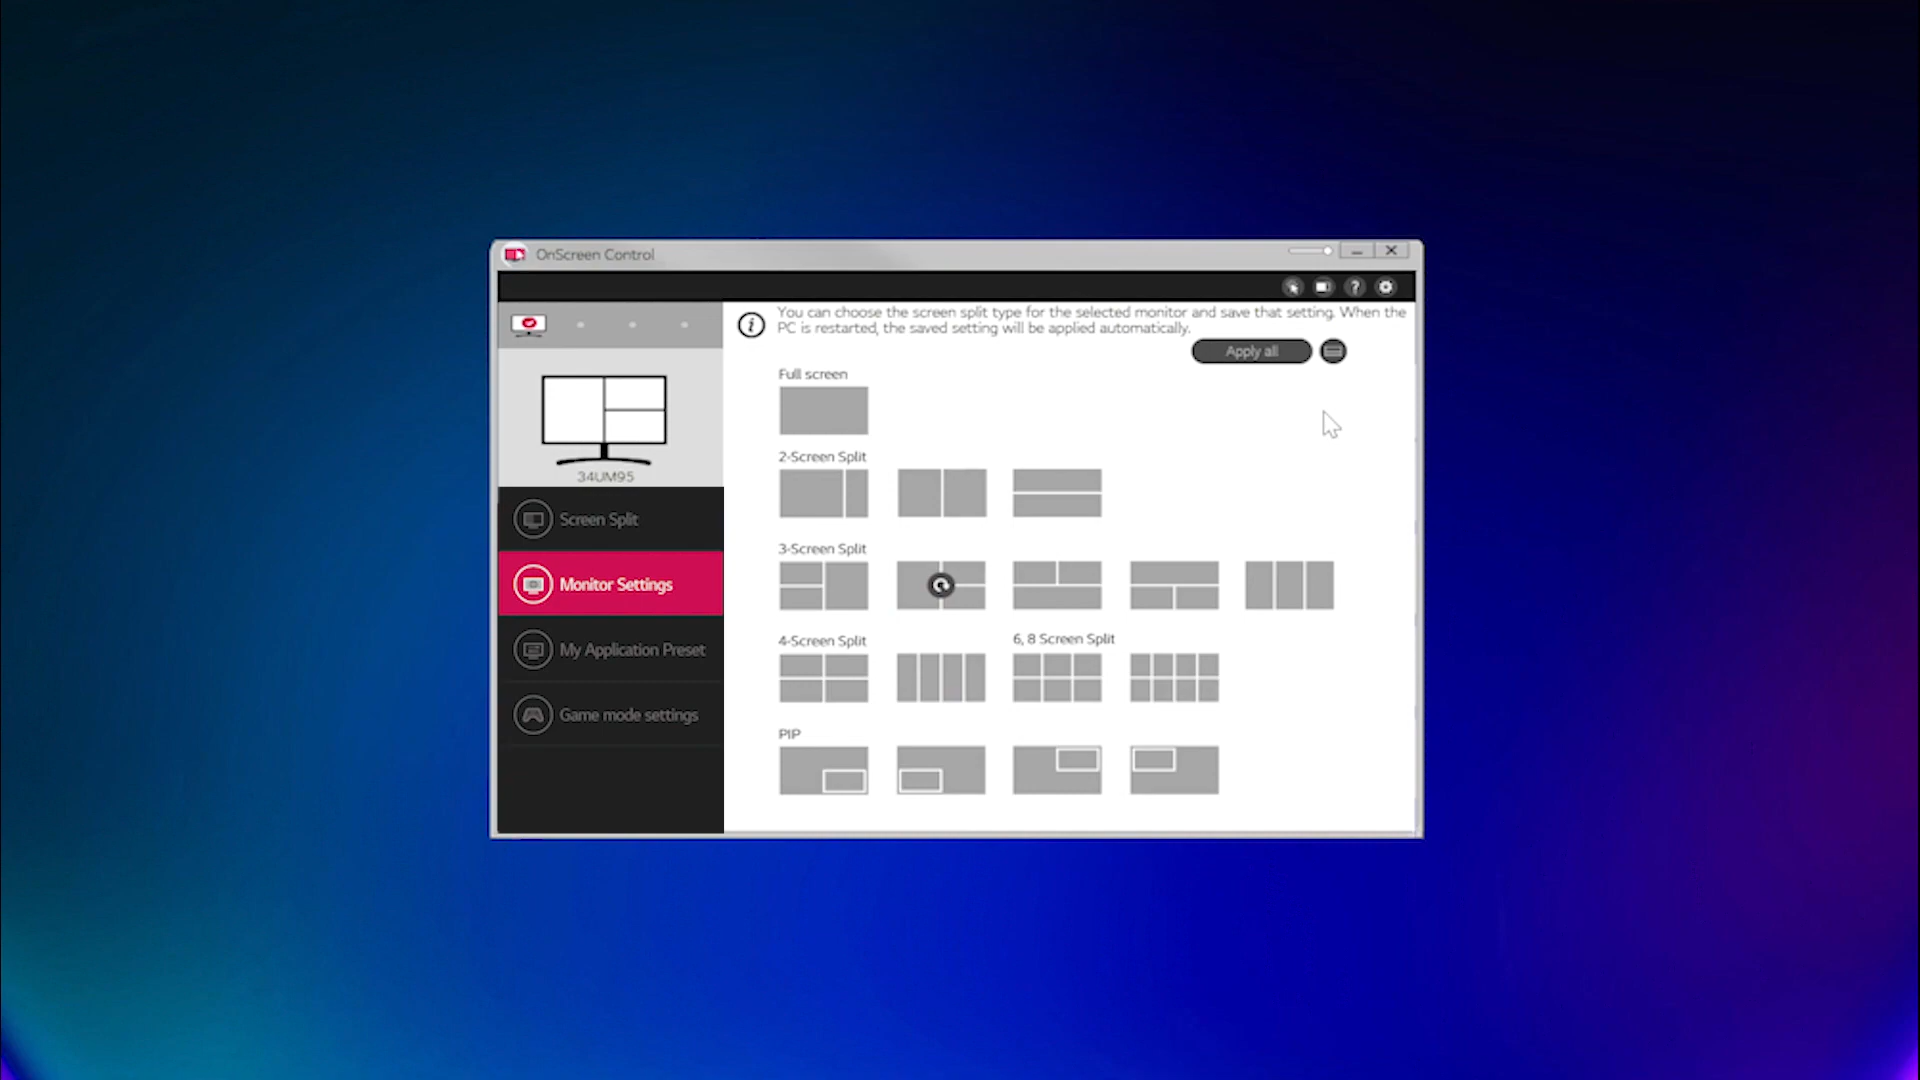 OnScreen Control
You can choose the screen split type for the selected monitor and save that setting. When the
PC is restarted, the saved setting will be applied automatically.
Apply all
34UM95
Screen Split
Monitor Settings
My Application Preset
Game mode settings
Full screen
2-Screen Split
3-Screen Split
4-Screen Split
6, 8 Screen Split
PIP